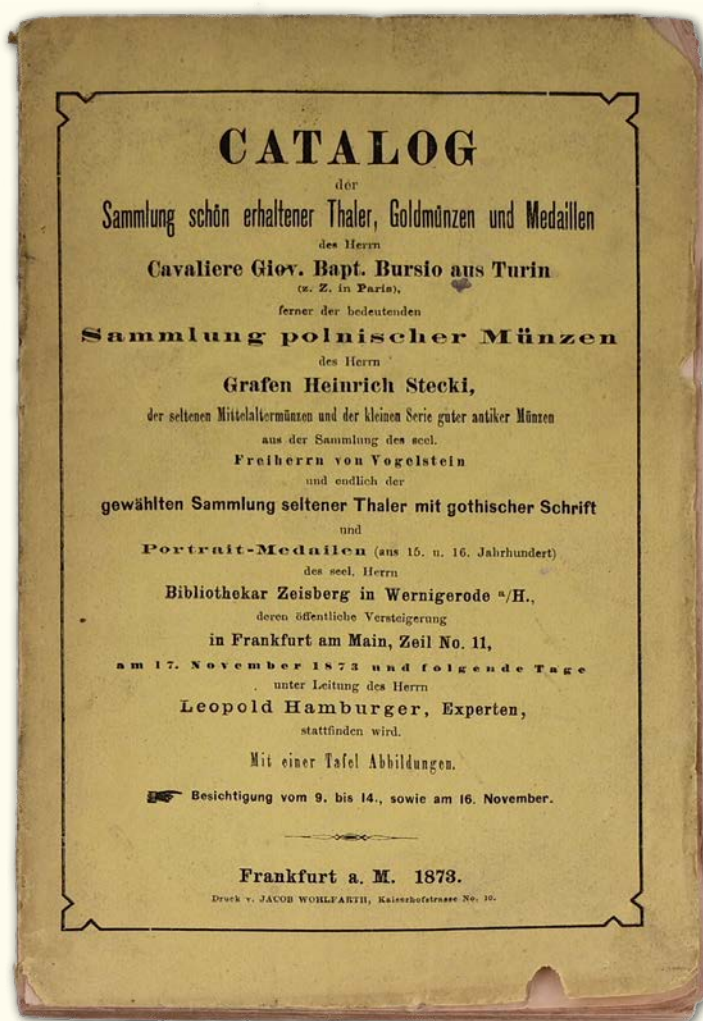 CATALOG
der
Sammlung schön erhaltener Thaler, Goldmünzen und Medaillen
des Herrn
Cavaliere Giov. Bapt. Bursio aus Turin
(z. Z. in Paris),
ferner der bedeutenden
Sammlung polnischer Münzen
des Herrn
Grafen Heinrich Stecki,
der seltenen Mittelaltermünzen und der kleinen Serie guter antiker Münzen
aus der Sammlung des seel.
Freiherrn von Vogelstein
und endlich der
gewählten Sammlung seltener Thaler mit gothischer Schrift
und
Portrait-Medailen (aus 15. u. 16. Jahrhundert)
des seel. Herrn
Bibliothekar Zeisberg in Wernigerode a/H.,
deren öffentliche Versteigerung
in Frankfurt am Main, Zeil No. 11,
am 17. November 1873 und folgende Tage
unter Leitung des Herrn
Leopold Hamburger, Experten,
stattfinden wird.
Mit einer Tafel Abbildungen.
Besichtigung vom 9. bis 14., sowie am 16. November.
Frankfurt a. M. 1873.
Druck v. JACOB WOHLFARTH, Kaiserhofstrasse No. 10.